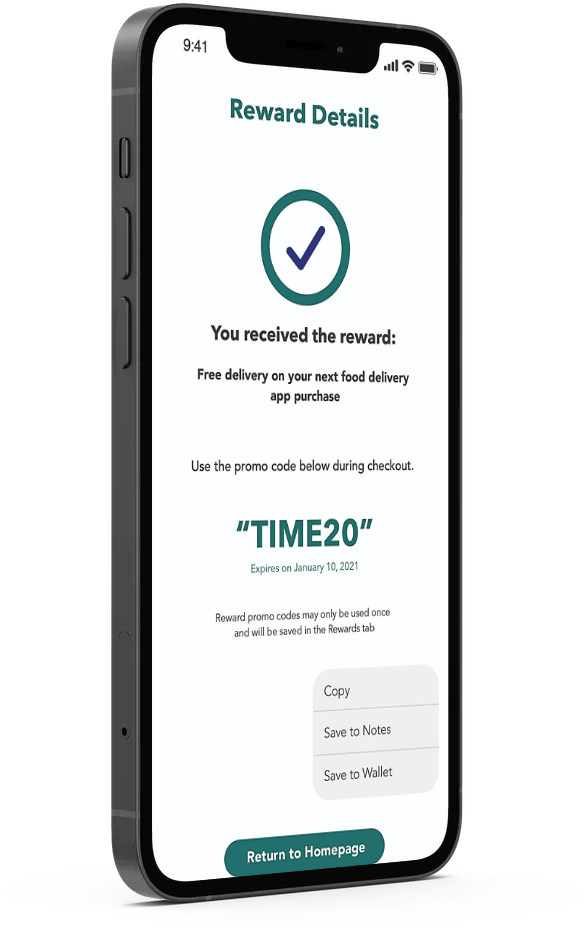 9:41
Reward Details
You received the reward:
Free delivery on your next food delivery
app purchase
Use the promo code below during checkout.
“TIME20”
Expires on January 10, 2021
Reward promo codes may only be used once
and will be saved in the Rewards tab
Copy
Save to Notes
Save to Wallet
Return to Homepage